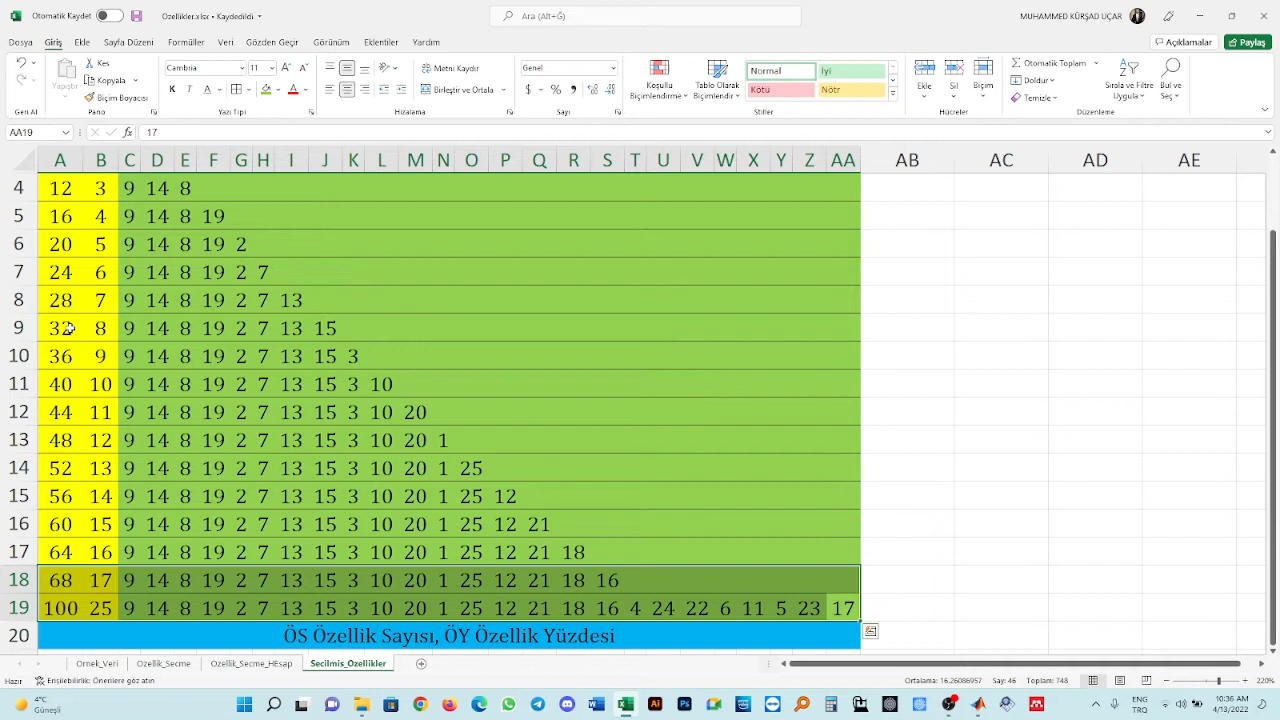 Otomatik Kaydet
Özellikler.xlsx • Kaydedildi
Ara (Alt+Ğ)
MUHAMMED KÜRŞAD UÇAR
Dosya Giriş Ekle Sayfa Düzeni Formüller Veri Gözden Geçir Görünüm Eklentiler Yardım
Açıklamalar Paylaş
Yapıştır
Kes
Kopyala
Biçim Boyacısı
Cambria 11
K T A
Metni Kaydır
Birleştir ve Ortala
Genel
Koşullu Biçimlendirme
Tablo Olarak Biçimlendir
Normal İyi
Kötü Nötr
Ekle Sil Biçim
Otomatik Toplam
Doldur
Temizle
Sırala ve Filtre Uygula
Bul ve Seç
Geri Al Pano Yazı Tipi Hizalama Sayı Stiller Hücreler Düzenleme
AA19 fx 17
A B C D E F G H I J K L M N O P Q R S T U V W X Y Z AA AB AC AD AE
4 12 3 9 14 8
5 16 4 9 14 8 19
6 20 5 9 14 8 19 2
7 24 6 9 14 8 19 2 7
8 28 7 9 14 8 19 2 7 13
9 32 8 9 14 8 19 2 7 13 15
10 36 9 9 14 8 19 2 7 13 15 3
11 40 10 9 14 8 19 2 7 13 15 3 10
12 44 11 9 14 8 19 2 7 13 15 3 10 20
13 48 12 9 14 8 19 2 7 13 15 3 10 20 1
14 52 13 9 14 8 19 2 7 13 15 3 10 20 1 25
15 56 14 9 14 8 19 2 7 13 15 3 10 20 1 25 12
16 60 15 9 14 8 19 2 7 13 15 3 10 20 1 25 12 21
17 64 16 9 14 8 19 2 7 13 15 3 10 20 1 25 12 21 18
18 68 17 9 14 8 19 2 7 13 15 3 10 20 1 25 12 21 18 16
19 100 25 9 14 8 19 2 7 13 15 3 10 20 1 25 12 21 18 16 4 24 22 6 11 5 23 17
20 ÖS Özellik Sayısı, ÖY Özellik Yüzdesi
Ornek_Veri Ozellik_Secme Ozellik_Secme_HEsap Secilmis_Ozellikler
Erişilebilirlik: Önerilere göz atın
Ortalama: 16.26086957 Say: 46 Toplam: 748
220%
4°C
Güneşli
ENG
TRQ
10:36 AM
4/13/2022